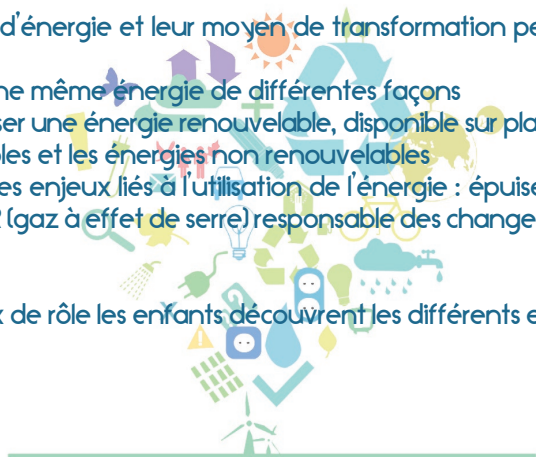 d'énergie et leur moyen de transformation pe
ne même énergie de différentes façons
ser une énergie renouvelable, disponible sur pla
bles et les énergies non renouvelables
es enjeux liés à l'utilisation de l'énergie : épuise
(gaz à effet de serre) responsable des change
x de rôle les enfants découvrent les différents e